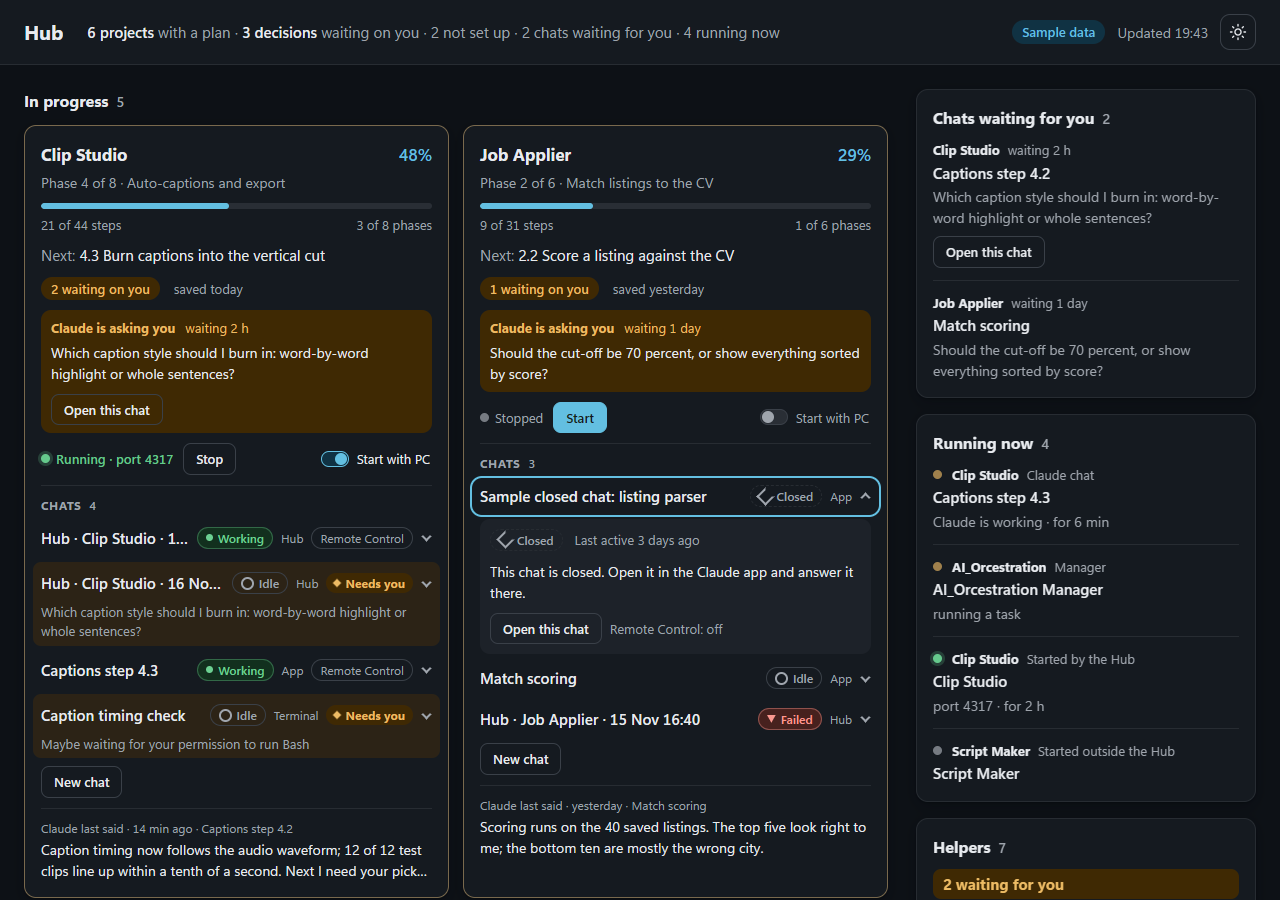 Hub 6 projects with a plan · 3 decisions waiting on you · 2 not set up · 2 chats waiting for you · 4 running now Sample data Updated 19:43
In progress 5
Clip Studio 48%
Phase 4 of 8 · Auto-captions and export
21 of 44 steps 3 of 8 phases
Next: 4.3 Burn captions into the vertical cut
2 waiting on you saved today
Claude is asking you waiting 2 h
Which caption style should I burn in: word-by-word
highlight or whole sentences?
Open this chat
Running · port 4317 Stop Start with PC
CHATS 4
Hub · Clip Studio · 1... Working Hub Remote Control
Hub · Clip Studio · 16 No... Idle Hub Needs you
Which caption style should I burn in: word-by-word highlight or
whole sentences?
Captions step 4.3 Working App Remote Control
Caption timing check Idle Terminal Needs you
Maybe waiting for your permission to run Bash
New chat
Claude last said · 14 min ago · Captions step 4.2
Caption timing now follows the audio waveform; 12 of 12 test
clips line up within a tenth of a second. Next I need your pick...
Job Applier 29%
Phase 2 of 6 · Match listings to the CV
9 of 31 steps 1 of 6 phases
Next: 2.2 Score a listing against the CV
1 waiting on you saved yesterday
Claude is asking you waiting 1 day
Should the cut-off be 70 percent, or show everything sorted
by score?
Stopped Start Start with PC
CHATS 3
Sample closed chat: listing parser Closed App
Closed Last active 3 days ago
This chat is closed. Open it in the Claude app and answer it
there.
Open this chat Remote Control: off
Match scoring Idle App
Hub · Job Applier · 15 Nov 16:40 Failed Hub
New chat
Claude last said · yesterday · Match scoring
Scoring runs on the 40 saved listings. The top five look right to
me; the bottom ten are mostly the wrong city.
Chats waiting for you 2
Clip Studio waiting 2 h
Captions step 4.2
Which caption style should I burn in: word-by-
word highlight or whole sentences?
Open this chat
Job Applier waiting 1 day
Match scoring
Should the cut-off be 70 percent, or show
everything sorted by score?
Running now 4
Clip Studio Claude chat
Captions step 4.3
Claude is working · for 6 min
AI_Orcestration Manager
AI_Orcestration Manager
running a task
Clip Studio Started by the Hub
Clip Studio
port 4317 · for 2 h
Script Maker Started outside the Hub
Script Maker
Helpers 7
2 waiting for you